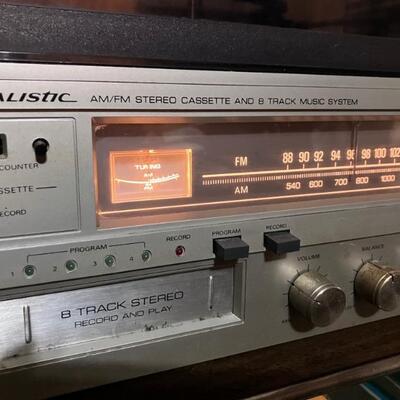 ALISTIC AM/FM STEREO CASSETTE AND 8 TRACK MUSIC SYSTEM
COUNTER
TUNING
FM 88 90 92 94 96 98 100 102
AM 540 600 700 800 1000
SSETTE
RECORD
PROGRAM
1 2 3 4
RECORD
PROGRAM
RECORD
VOLUME
BALANCE
8 TRACK STEREO
RECORD AND PLAY